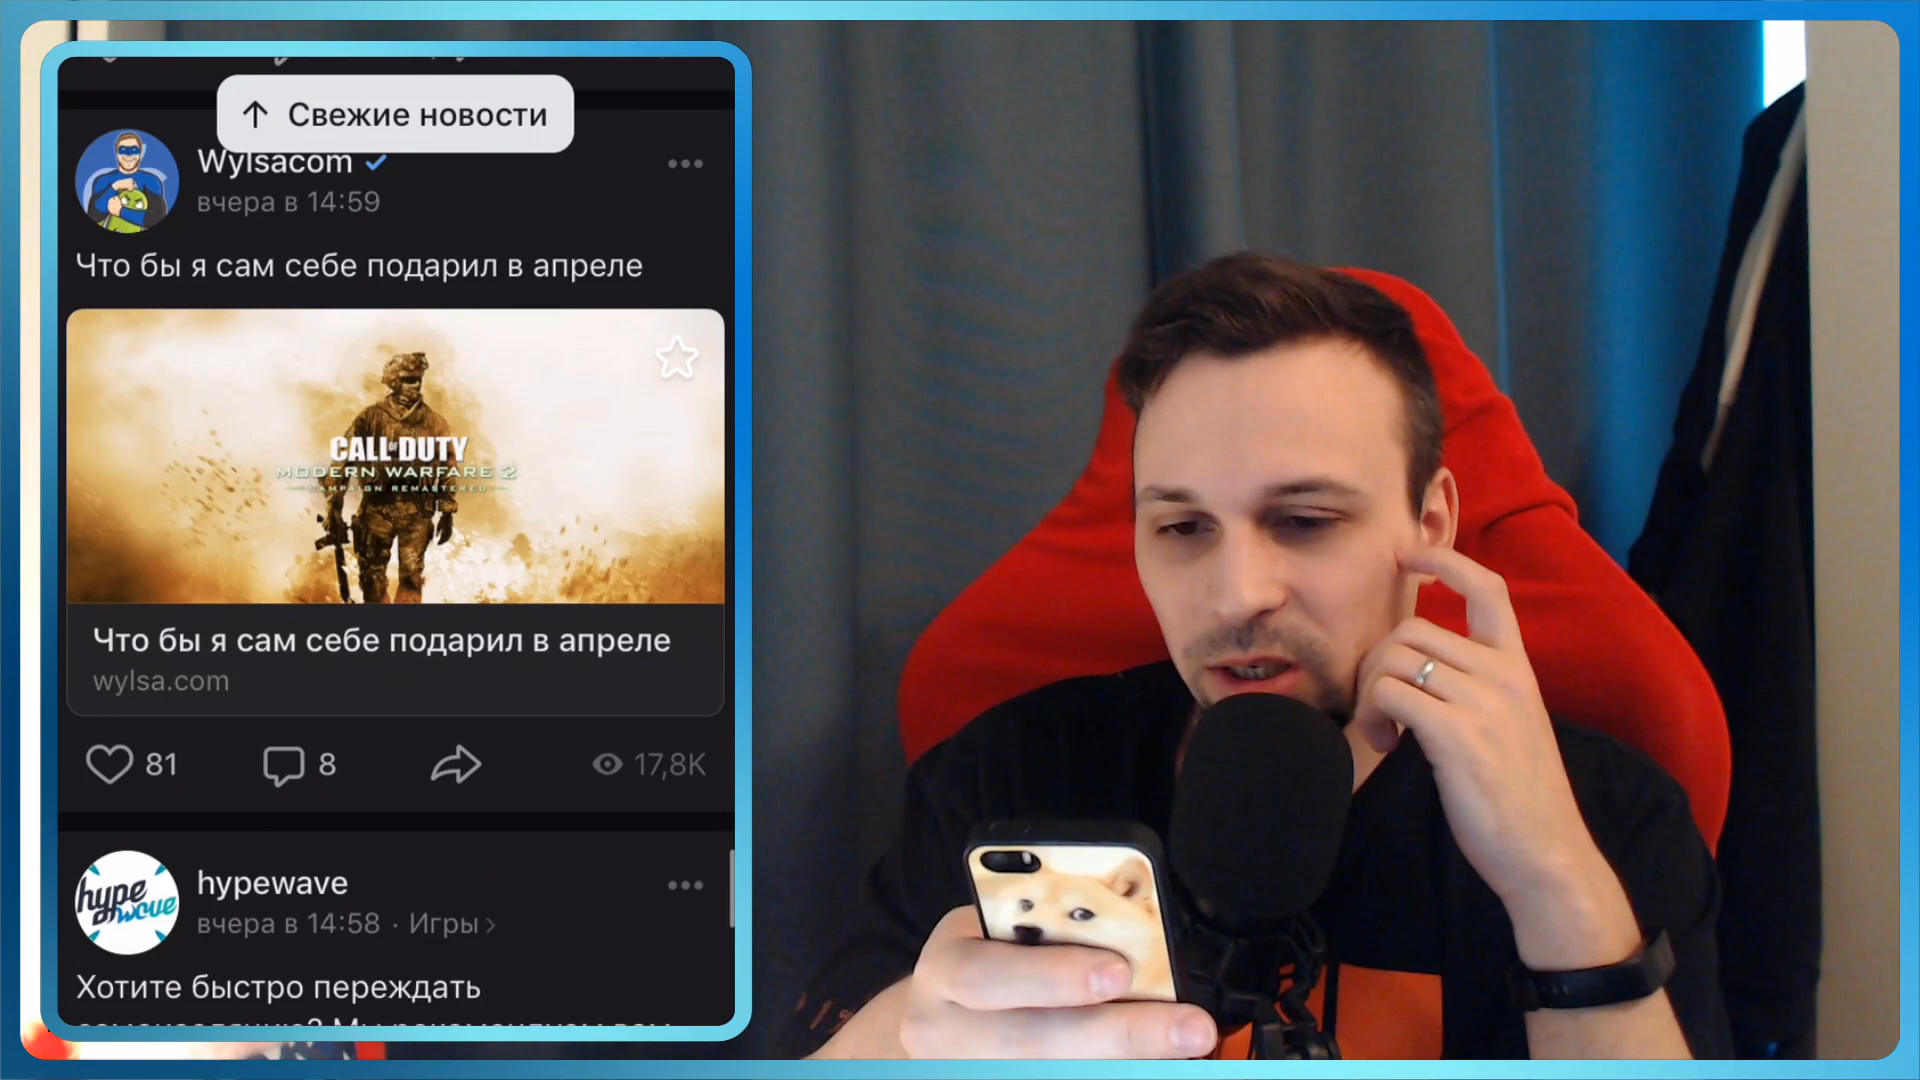 Свежие новости
Wylsacom
вчера в 14:59
Что бы я сам себе подарил в апреле
CALL OF DUTY
MODERN WARFARE 2
CAMPAIGN REMASTERED
Что бы я сам себе подарил в апреле
wylsa.com
81
8
17,8K
hype wave
hypewave
вчера в 14:58 · Игры
Хотите быстро переждать